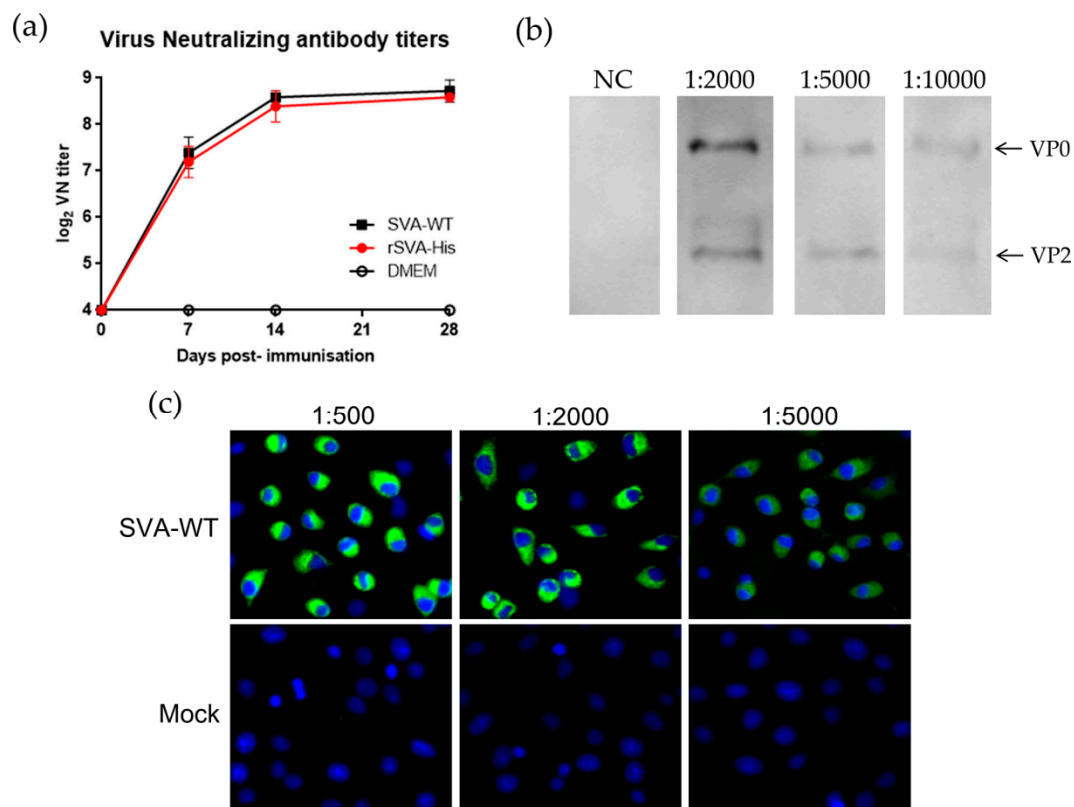 (a)
Virus Neutralizing antibody titers
9
8
7
6
5
4
log₂ VN titer
SVA-WT
rSVA-His
DMEM
0 7 14 21 28
Days post- immunisation
(b)
NC 1:2000 1:5000 1:10000
VP0
VP2
(c)
1:500 1:2000 1:5000
SVA-WT
Mock